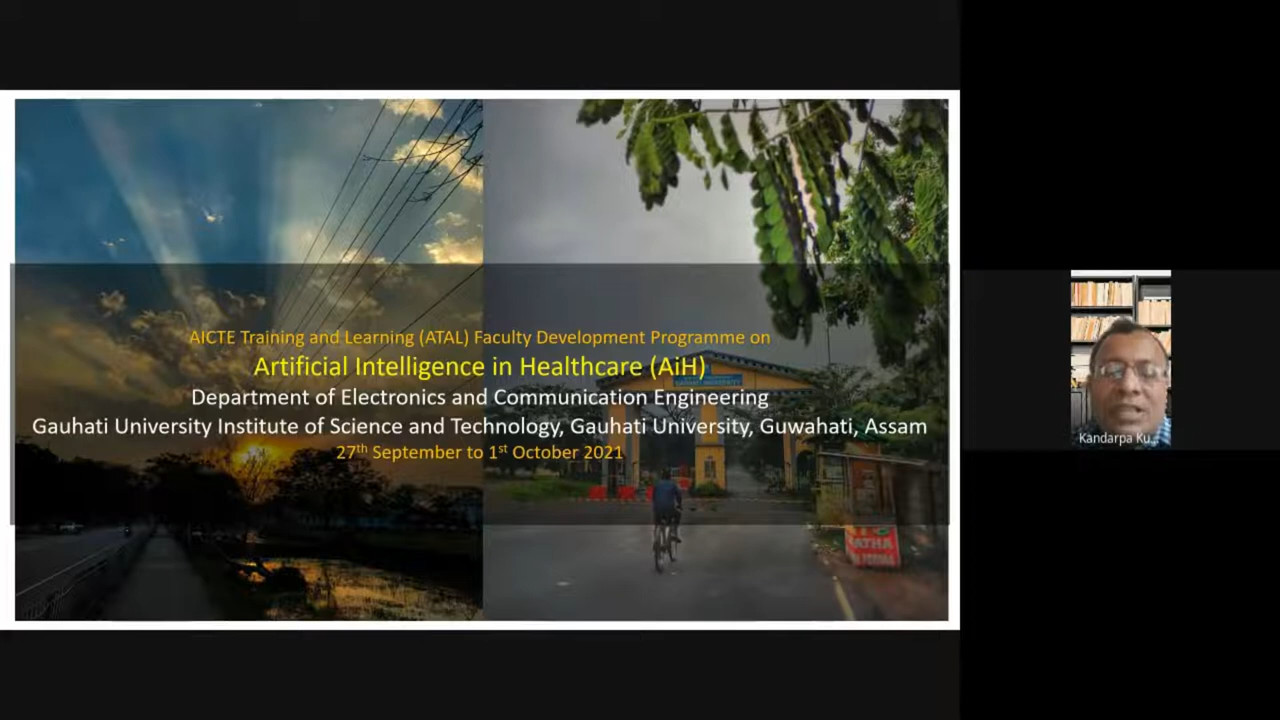 AICTE Training and Learning (ATAL) Faculty Development Programme on
Artificial Intelligence in Healthcare (AiH)
Department of Electronics and Communication Engineering
Gauhati University Institute of Science and Technology, Gauhati University, Guwahati, Assam
27th September to 1st October 2021
GAUHATI UNIVERSITY
Kandarpa Ku...